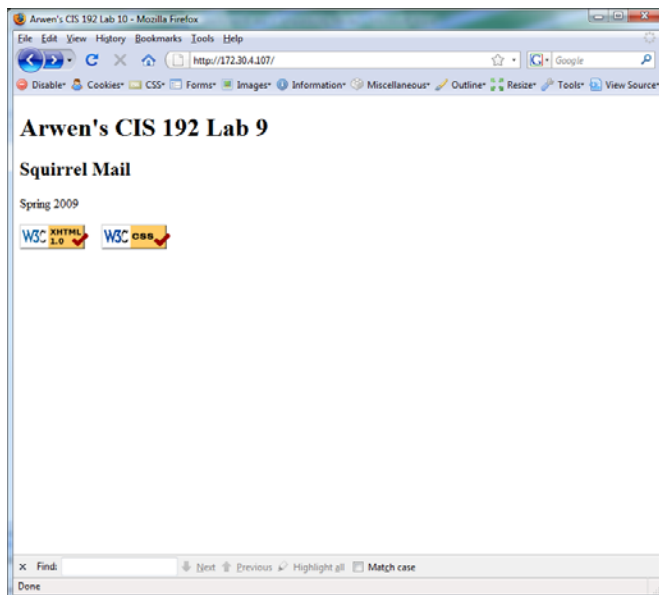 Arwen's CIS 192 Lab 10 - Mozilla Firefox
File Edit View History Bookmarks Tools Help
http://172.30.4.107/ G Google
Disable Cookies CSS Forms Images Information Miscellaneous Outline Resize Tools View Source
Arwen's CIS 192 Lab 9
Squirrel Mail
Spring 2009
W3C XHTML 1.0 W3C css
x Find: Next Previous Highlight all Match case
Done